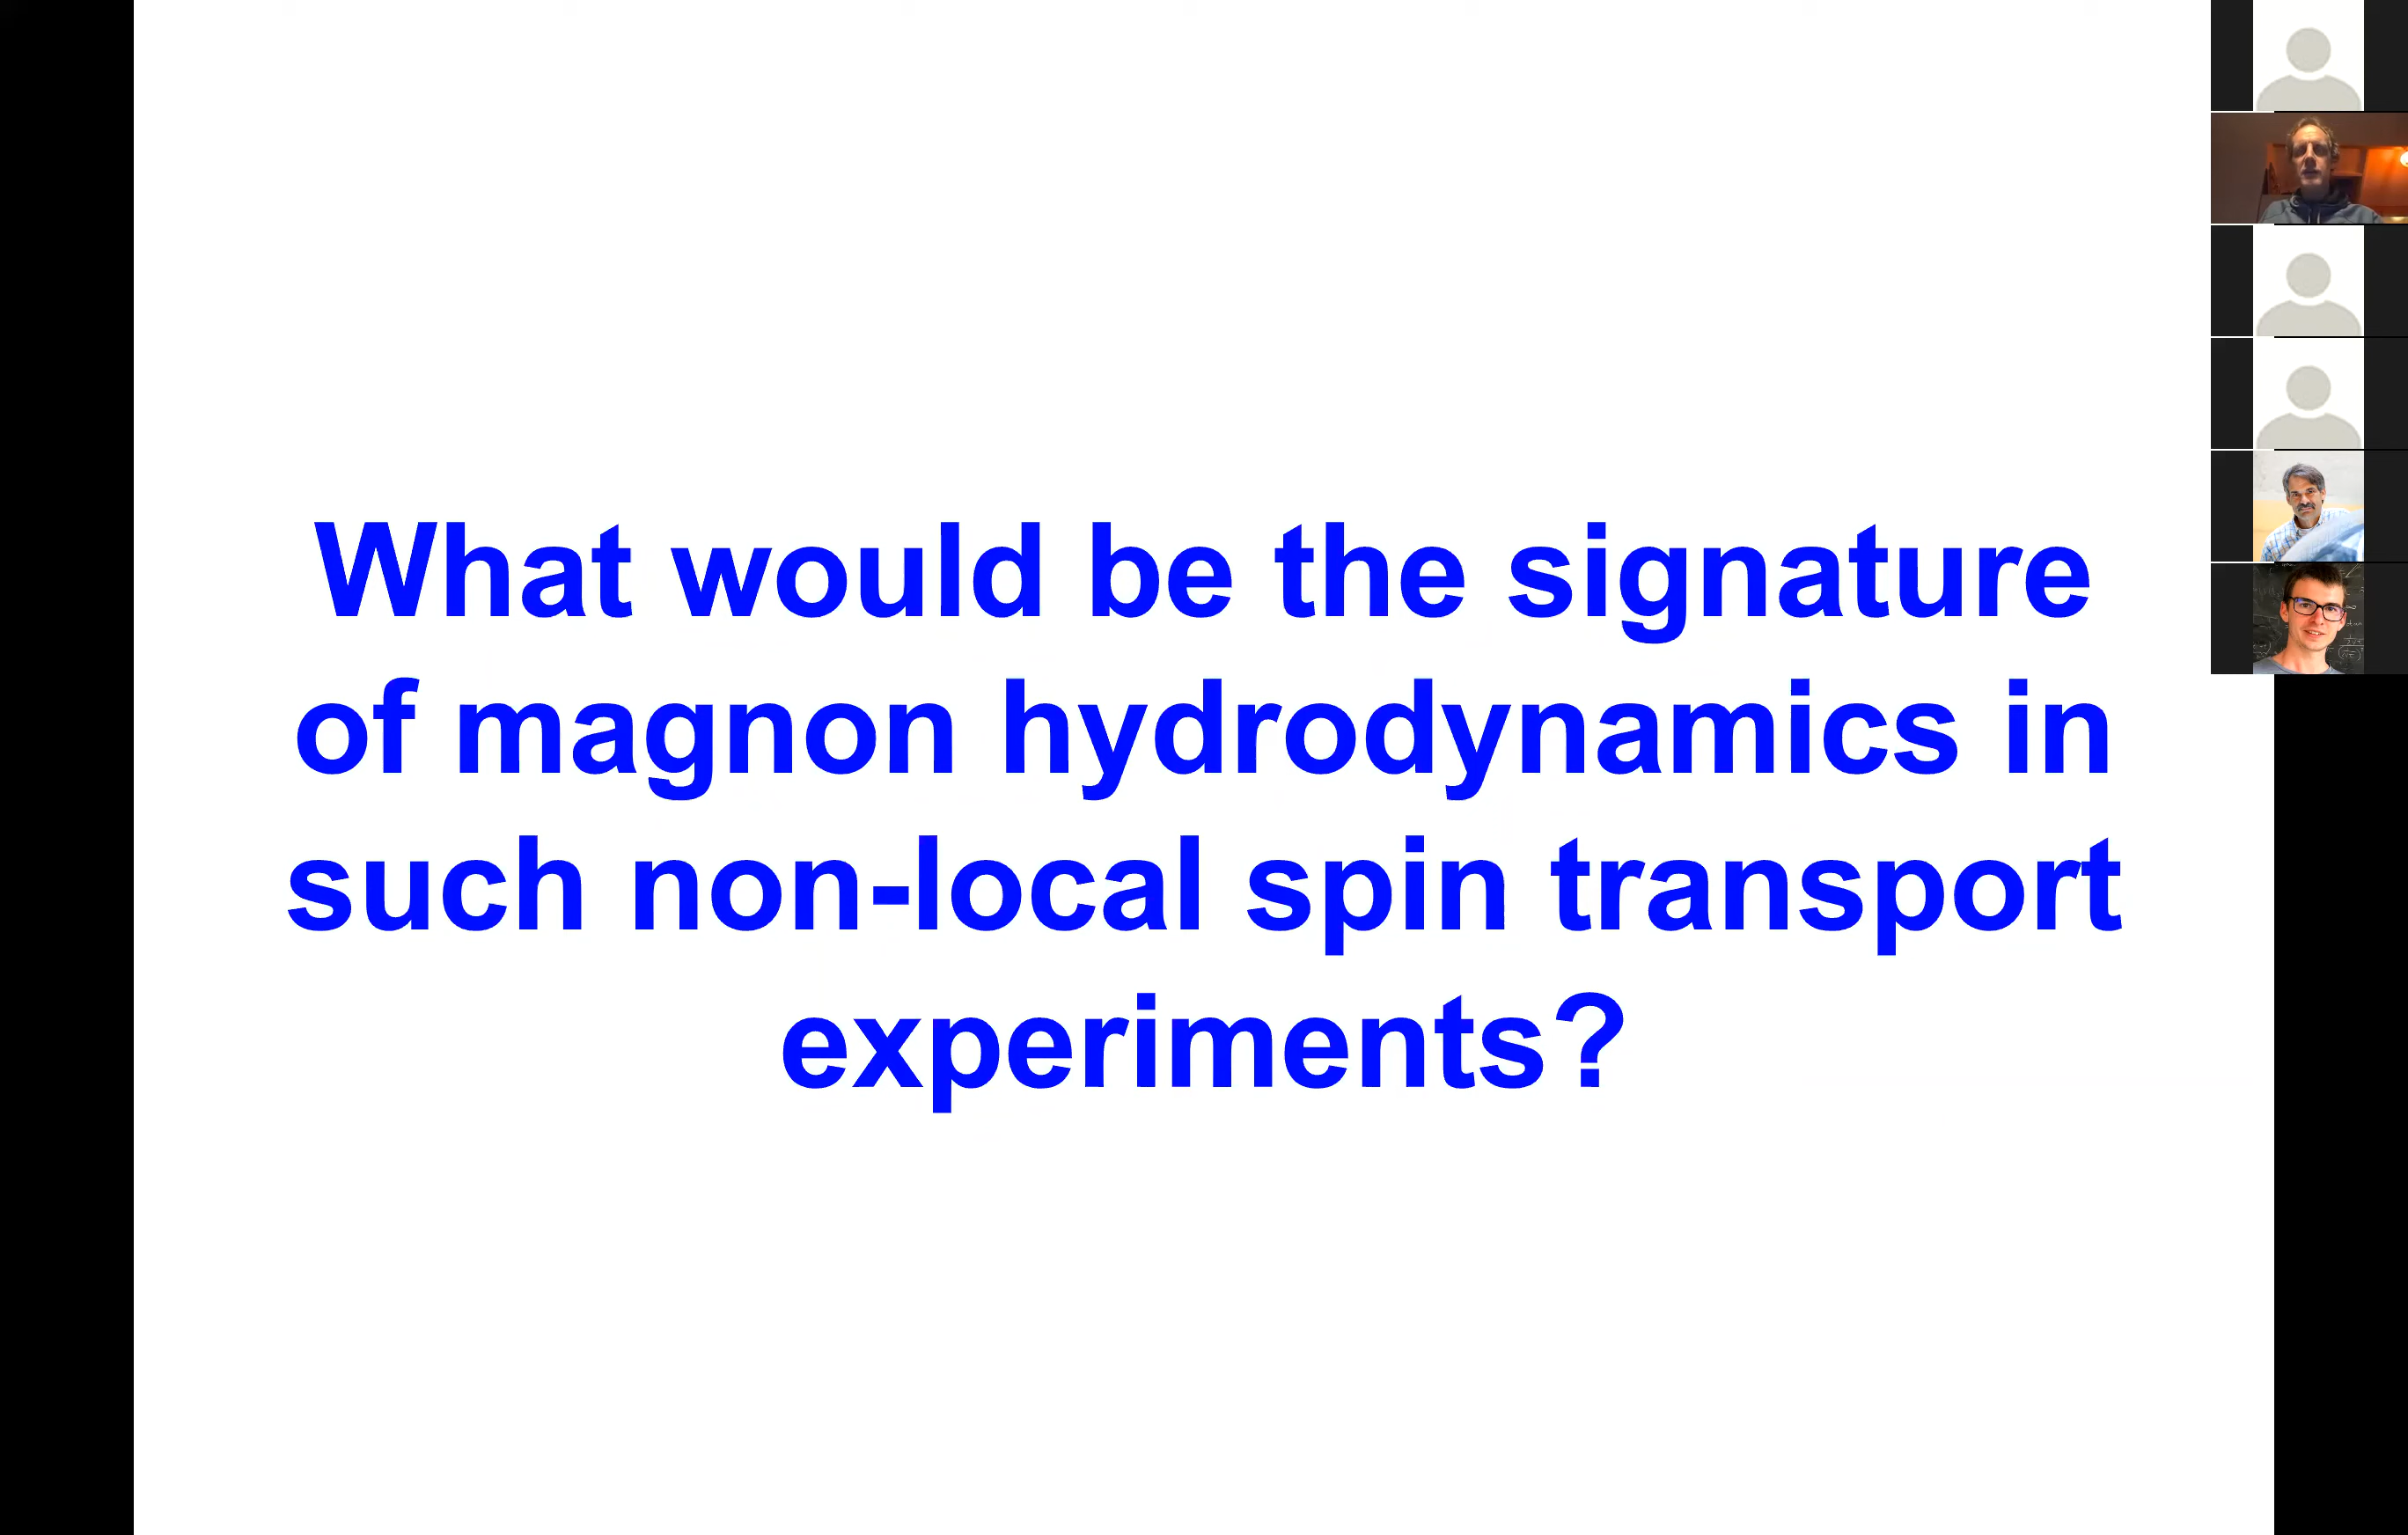 What would be the signature
of magnon hydrodynamics in
such non-local spin transport
experiments?